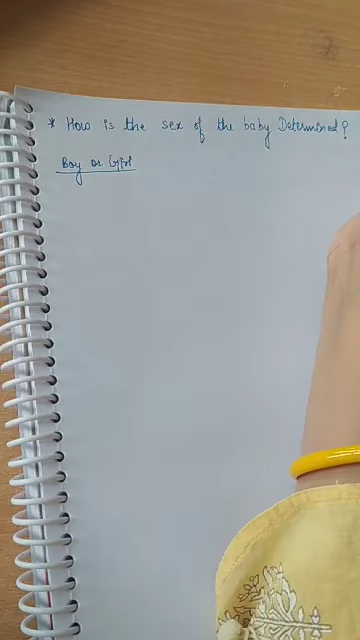 * How is the sex of the baby Determined?
Boy or Girl